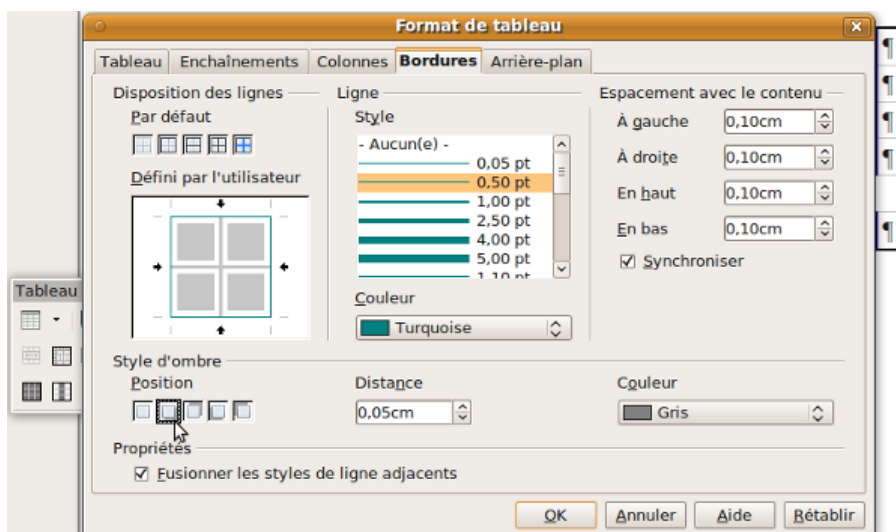 Format de tableau
Tableau Enchaînements Colonnes Bordures Arrière-plan
Disposition des lignes
Par défaut
Défini par l'utilisateur
Ligne
Style
- Aucun(e) -
0,05 pt
0,50 pt
1,00 pt
2,50 pt
4,00 pt
5,00 pt
1,10 pt
Couleur
Turquoise
Espacement avec le contenu
À gauche 0,10cm
À droite 0,10cm
En haut 0,10cm
En bas 0,10cm
Synchroniser
Tableau
Style d'ombre
Position
Distance
0,05cm
Couleur
Gris
Propriétés
Fusionner les styles de ligne adjacents
OK Annuler Aide Rétablir
¶
¶
¶
¶
¶